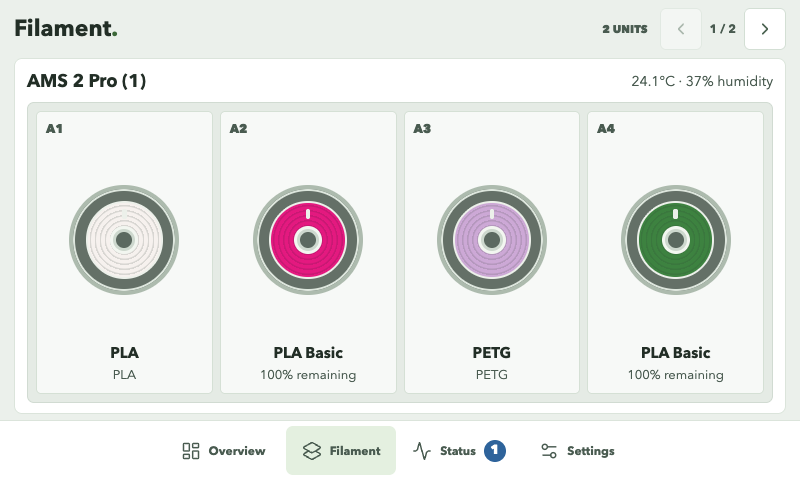 Filament.
2 UNITS
1 / 2
AMS 2 Pro (1)
24.1°C · 37% humidity
A1
A2
A3
A4
PLA
PLA Basic
PETG
PLA Basic
PLA
100% remaining
PETG
100% remaining
Overview
Filament
Status 1
Settings